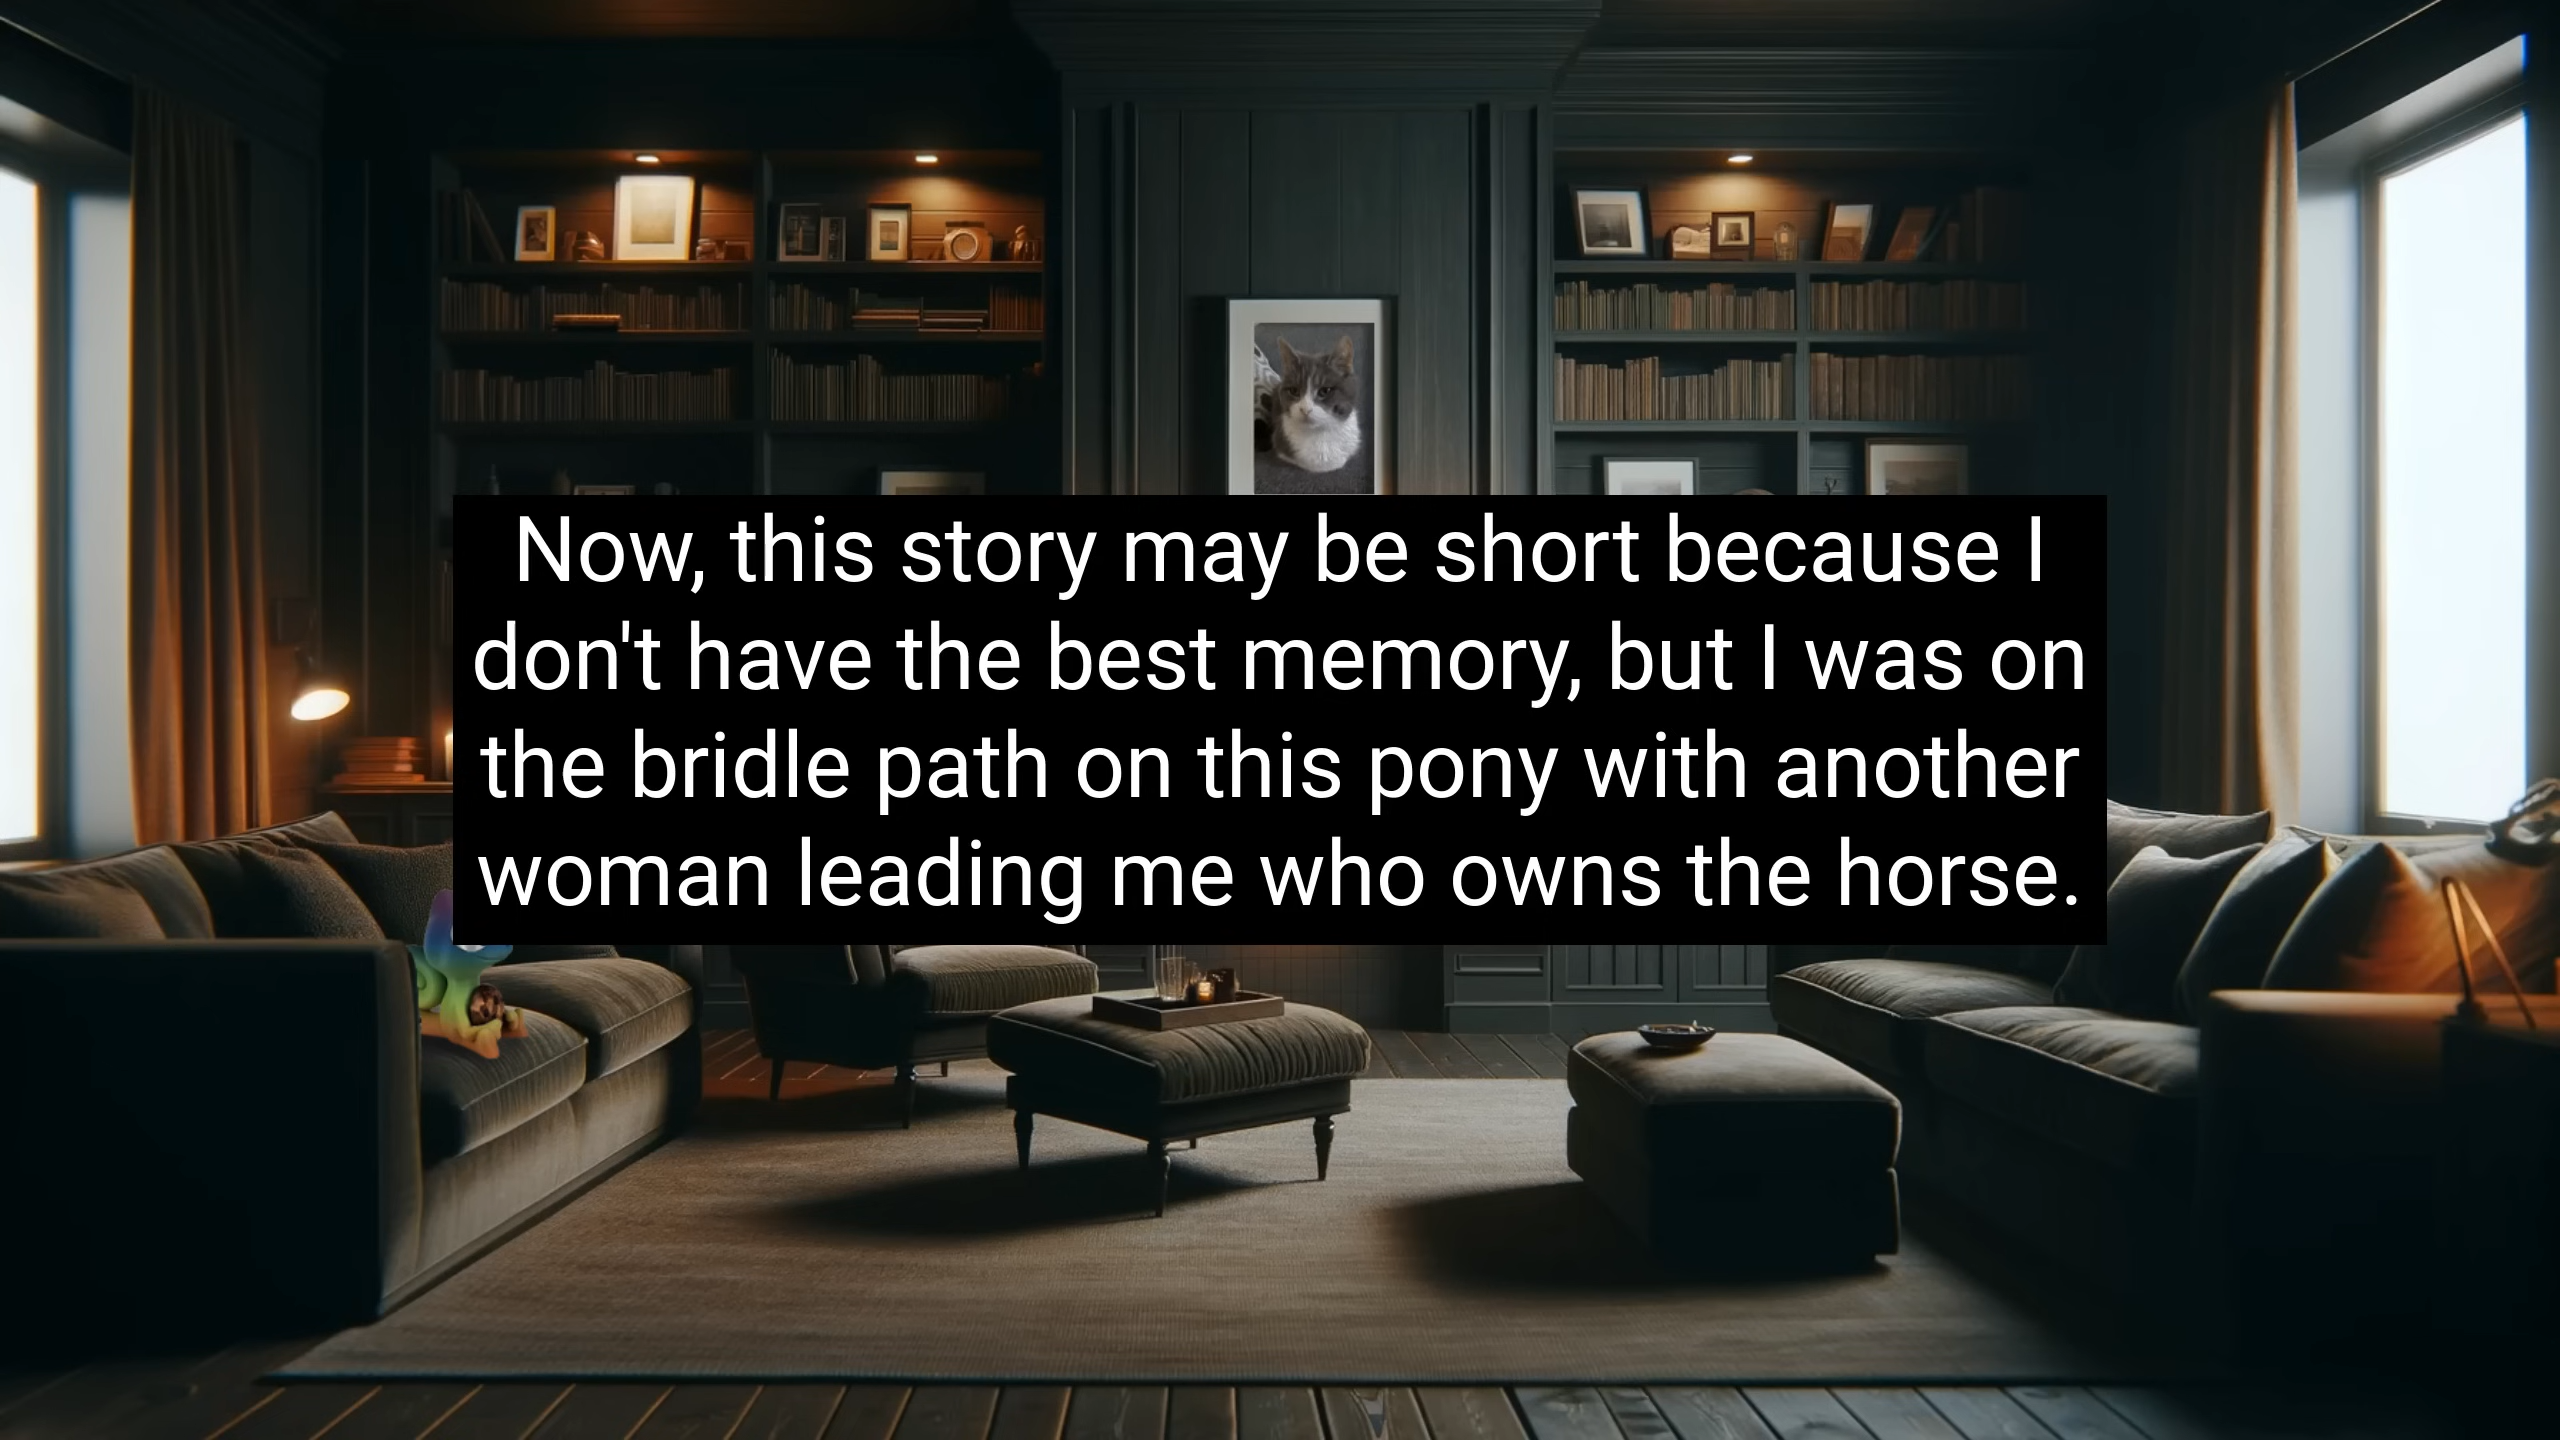 Now, this story may be short because I
don't have the best memory, but I was on
the bridle path on this pony with another
woman leading me who owns the horse.